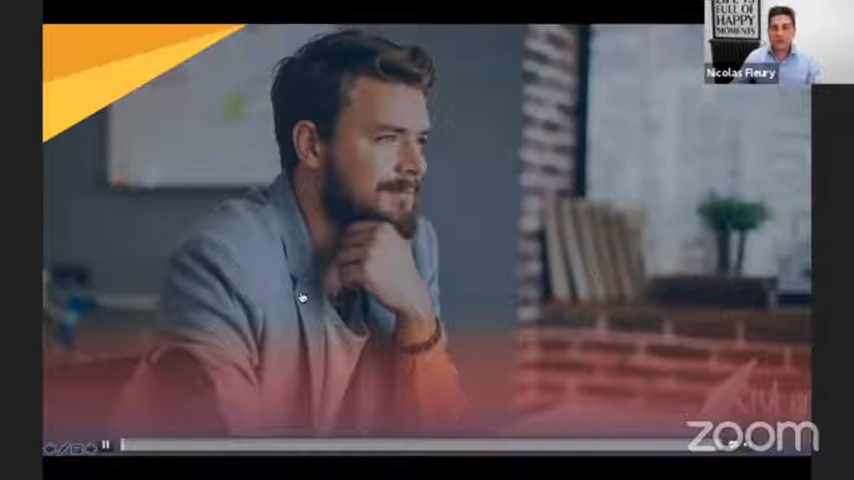 LIFE IS
FULL OF
HAPPY
MOMENTS
Nicolas Fleury
zoom